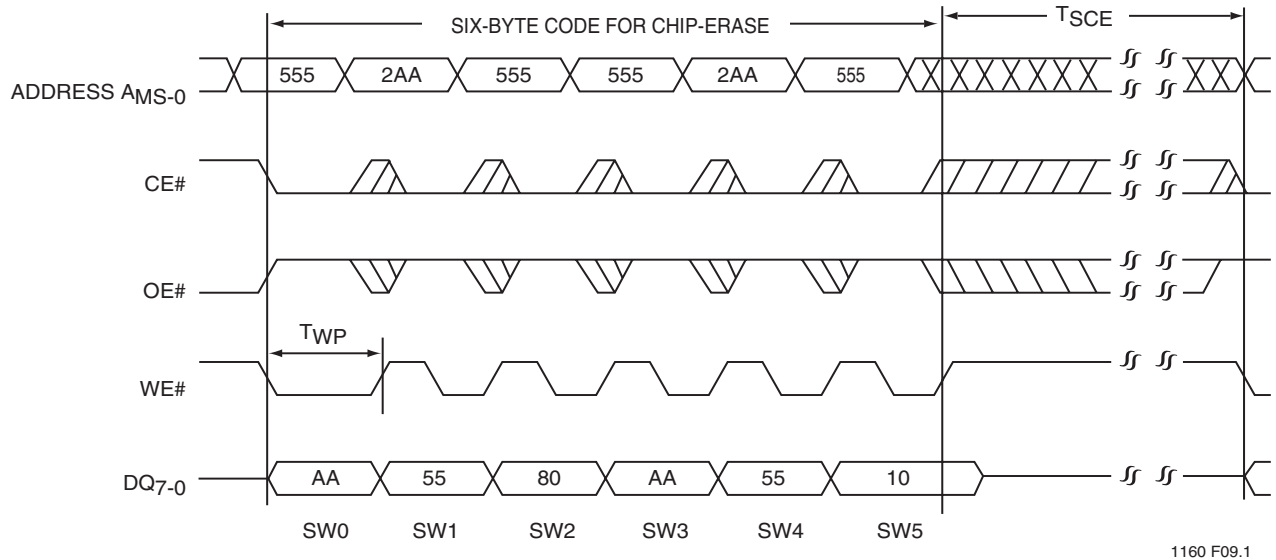 SIX-BYTE CODE FOR CHIP-ERASE TSCE
ADDRESS AMS-0 555 2AA 555 555 2AA 555
CE#
OE#
TWP
WE#
DQ7-0 AA 55 80 AA 55 10
SW0 SW1 SW2 SW3 SW4 SW5
1160 F09.1